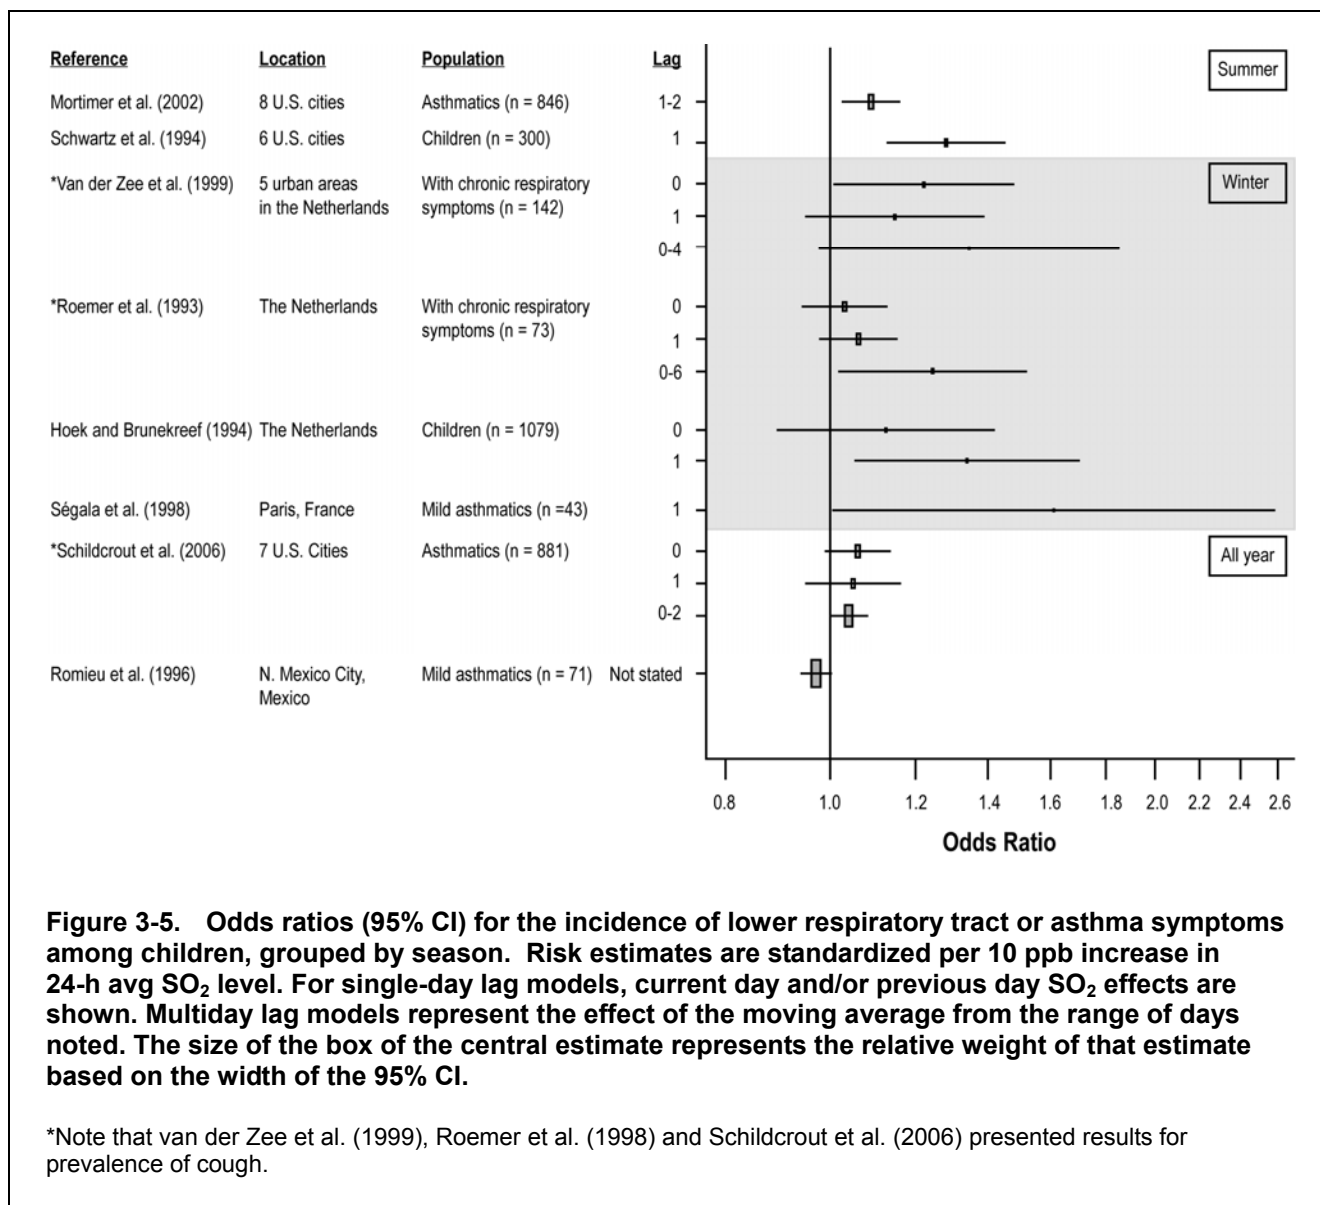 Reference Location Population Lag
Summer
Mortimer et al. (2002) 8 U.S. cities Asthmatics (n = 846) 1-2
Schwartz et al. (1994) 6 U.S. cities Children (n = 300) 1
*Van der Zee et al. (1999) 5 urban areas With chronic respiratory 0
Winter
in the Netherlands symptoms (n = 142)
1
0-4
*Roemer et al. (1993) The Netherlands With chronic respiratory 0
symptoms (n = 73)
1
0-6
Hoek and Brunekreef (1994) The Netherlands Children (n = 1079) 0
1
Ségala et al. (1998) Paris, France Mild asthmatics (n =43) 1
*Schildcrout et al. (2006) 7 U.S. Cities Asthmatics (n = 881) 0
All year
1
0-2
Romieu et al. (1996) N. Mexico City, Mild asthmatics (n = 71) Not stated
Mexico
0.8 1.0 1.2 1.4 1.6 1.8 2.0 2.2 2.4 2.6
Odds Ratio
Figure 3-5. Odds ratios (95% CI) for the incidence of lower respiratory tract or asthma symptoms
among children, grouped by season. Risk estimates are standardized per 10 ppb increase in
24-h avg SO₂ level. For single-day lag models, current day and/or previous day SO₂ effects are
shown. Multiday lag models represent the effect of the moving average from the range of days
noted. The size of the box of the central estimate represents the relative weight of that estimate
based on the width of the 95% CI.
*Note that van der Zee et al. (1999), Roemer et al. (1998) and Schildcrout et al. (2006) presented results for
prevalence of cough.